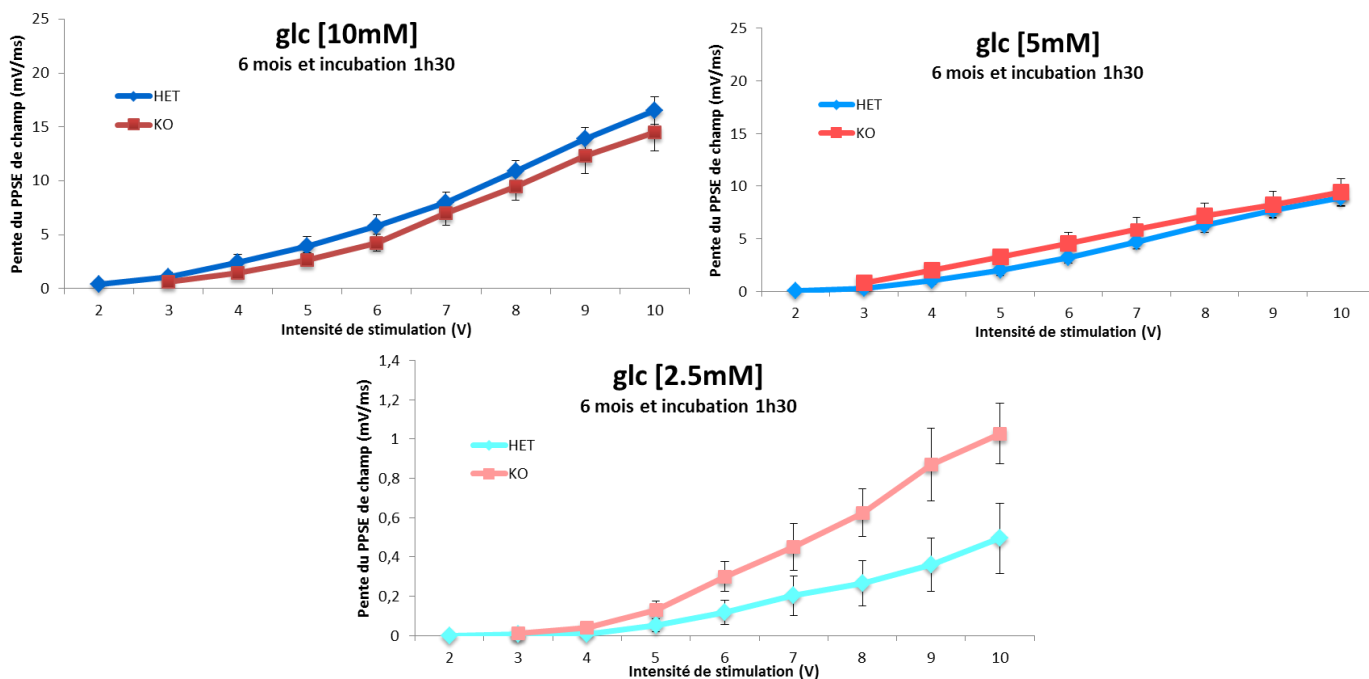 glc [10mM]
6 mois et incubation 1h30
Pente du PPSE de champ (mV/ms)
25
20
15
10
5
0
HET
KO
2 3 4 5 6 7 8 9 10
Intensité de stimulation (V)
glc [5mM]
6 mois et incubation 1h30
Pente du PPSE de champ (mV/ms)
25
20
15
10
5
0
HET
KO
2 3 4 5 6 7 8 9 10
Intensité de stimulation (V)
glc [2.5mM]
6 mois et incubation 1h30
Pente du PPSE de champ (mV/ms)
1,4
1,2
1
0,8
0,6
0,4
0,2
0
HET
KO
2 3 4 5 6 7 8 9 10
Intensité de stimulation (V)